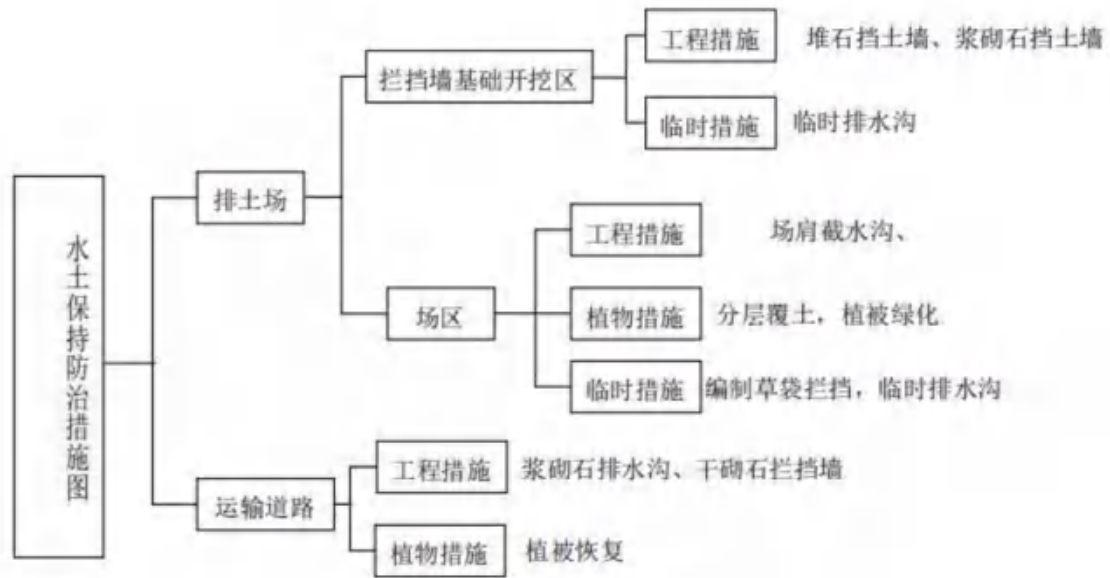 水土保持防治措施图
排土场
拦挡墙基础开挖区
工程措施 堆石挡土墙、浆砌石挡土墙
临时措施 临时排水沟
场区
工程措施 场肩截水沟、
植物措施 分层覆土，植被绿化
临时措施 编制草袋拦挡，临时排水沟
运输道路
工程措施 浆砌石排水沟、干砌石拦挡墙
植物措施 植被恢复